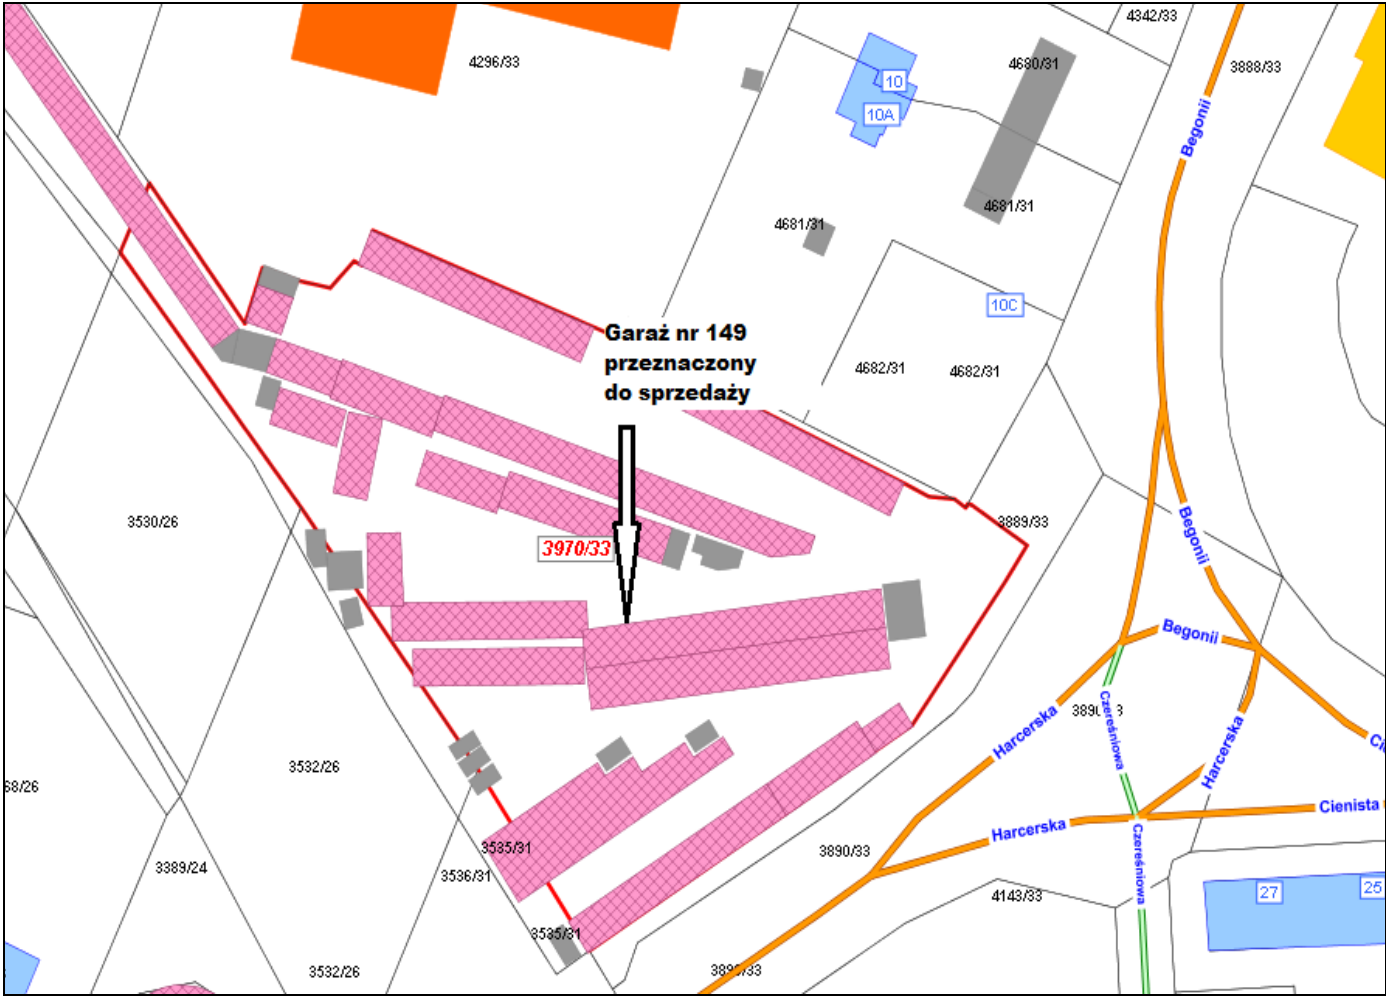 4342/33
4296/33
4680/31
3888/33
10
10A
Begonii
4681/31
4681/31
10C
Garaż nr 149
przeznaczony
do sprzedaży
4682/31
4682/31
3530/26
3889/33
Begonii
3970/33
Begonii
Czereśniowa
Harcerska
Harcerska
3532/26
68/26
Cienista
Harcerska
3535/31
3890/33
Czereśniowa
3389/24
3536/31
4143/33
27
25
3535/31
3532/26